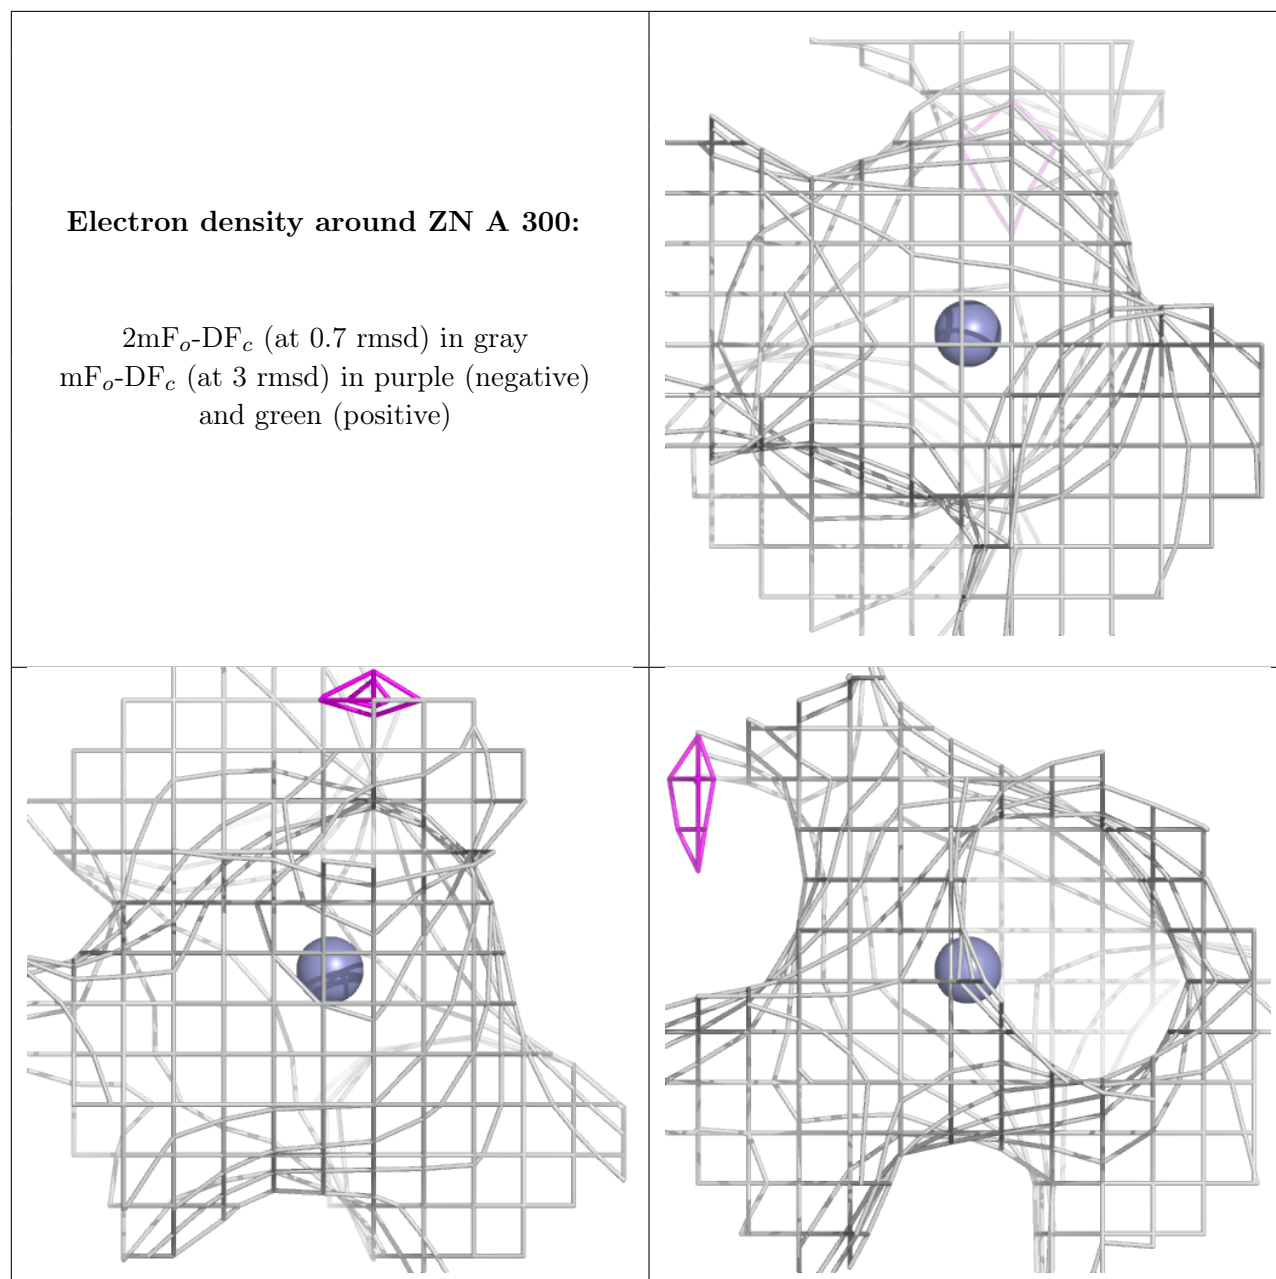 Electron density around ZN A 300:
2mFo-DFc (at 0.7 rmsd) in gray
mFo-DFc (at 3 rmsd) in purple (negative)
and green (positive)